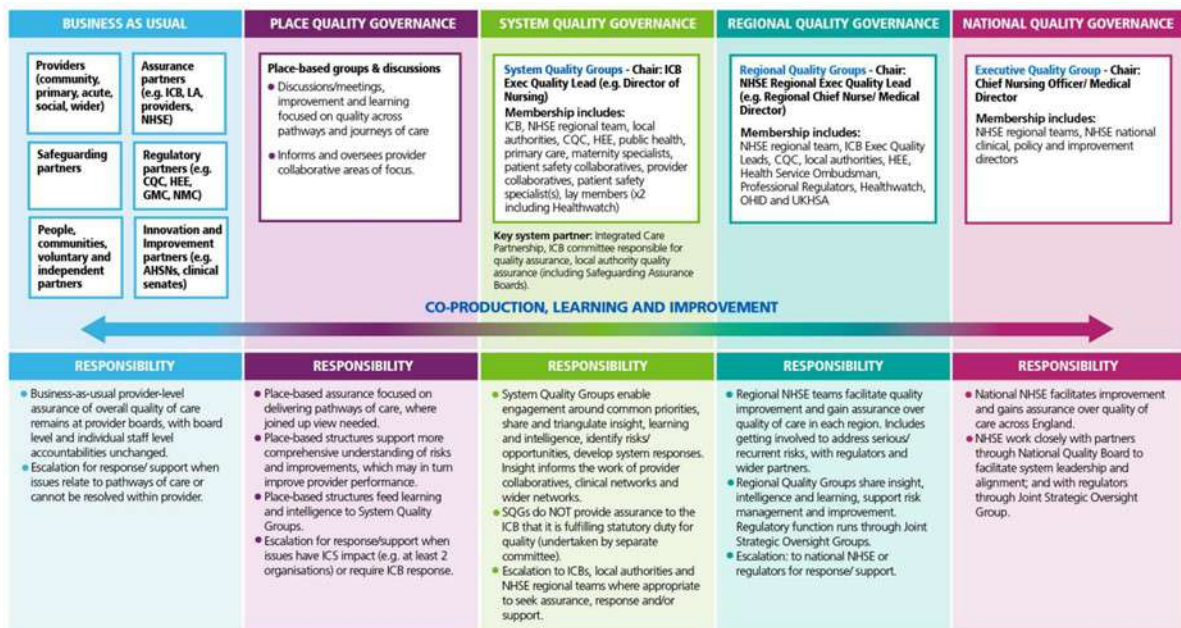 BUSINESS AS USUAL
Providers
(community,
primary, acute,
social, wider)
Assurance
partners
(e.g. ICB, LA,
providers,
NHSE)
Safeguarding
partners
Regulatory
partners (e.g.
CQC, HEE,
GMC, NMC)
People,
communities,
voluntary and
independent
partners
Innovation and
Improvement
partners (e.g.
AHSNs, clinical
senates)
PLACE QUALITY GOVERNANCE
Place-based groups & discussions
• Discussions/meetings,
improvement and learning
focused on quality across
pathways and journeys of care
• Informs and oversees provider
collaborative areas of focus.
SYSTEM QUALITY GOVERNANCE
System Quality Groups - Chair: ICB
Exec Quality Lead (e.g. Director of
Nursing)
Membership includes:
ICB, NHSE regional team, local
authorities, CQC, HEE, public health,
primary care, maternity specialists,
patient safety collaboratives, provider
collaboratives, patient safety
specialist(s), lay members (x2
including Healthwatch)
Key system partner: Integrated Care
Partnership, ICB committee responsible for
quality assurance, local authority quality
assurance (including Safeguarding Assurance
Boards).
REGIONAL QUALITY GOVERNANCE
Regional Quality Groups - Chair:
NHSE Regional Exec Quality Lead
(e.g. Regional Chief Nurse/ Medical
Director)
Membership includes:
NHSE regional team, ICB Exec Quality
Leads, CQC, local authorities, HEE,
Health Service Ombudsman,
Professional Regulators, Healthwatch,
OHID and UKHSA
NATIONAL QUALITY GOVERNANCE
Executive Quality Group - Chair:
Chief Nursing Officer/ Medical
Director
Membership includes:
NHSE regional teams, NHSE national
clinical, policy and improvement
directors
CO-PRODUCTION, LEARNING AND IMPROVEMENT
RESPONSIBILITY
• Business-as-usual provider-level
assurance of overall quality of care
remains at provider boards, with board
level and individual staff level
accountabilities unchanged.
• Escalation for response/ support when
issues relate to pathways of care or
cannot be resolved within provider.
RESPONSIBILITY
• Place-based assurance focused on
delivering pathways of care, where
joined up view needed.
• Place-based structures support more
comprehensive understanding of risks
and improvements, which may in turn
improve provider performance.
• Place-based structures feed learning
and intelligence to System Quality
Groups.
• Escalation for response/support when
issues have ICS impact (e.g. at least 2
organisations) or require ICB response.
RESPONSIBILITY
• System Quality Groups enable
engagement around common priorities,
share and triangulate insight, learning
and intelligence, identify risks/
opportunities, develop system responses.
Insight informs the work of provider
collaboratives, clinical networks and
wider networks.
• SQGs do NOT provide assurance to the
ICB that it is fulfilling statutory duty for
quality (undertaken by separate
committee).
• Escalation to ICBs, local authorities and
NHSE regional teams where appropriate
to seek assurance, response and/or
support.
RESPONSIBILITY
• Regional NHSE teams facilitate quality
improvement and gain assurance over
quality of care in each region. Includes
getting involved to address serious/
recurrent risks, with regulators and
wider partners.
• Regional Quality Groups share insight,
intelligence and learning, support risk
management and improvement.
Regulatory function runs through Joint
Strategic Oversight Groups.
• Escalation: to national NHSE or
regulators for response/ support.
RESPONSIBILITY
• National NHSE facilitates improvement
and gains assurance over quality of
care across England.
• NHSE work closely with partners
through National Quality Board to
facilitate system leadership and
alignment; and with regulators
through Joint Strategic Oversight
Group.